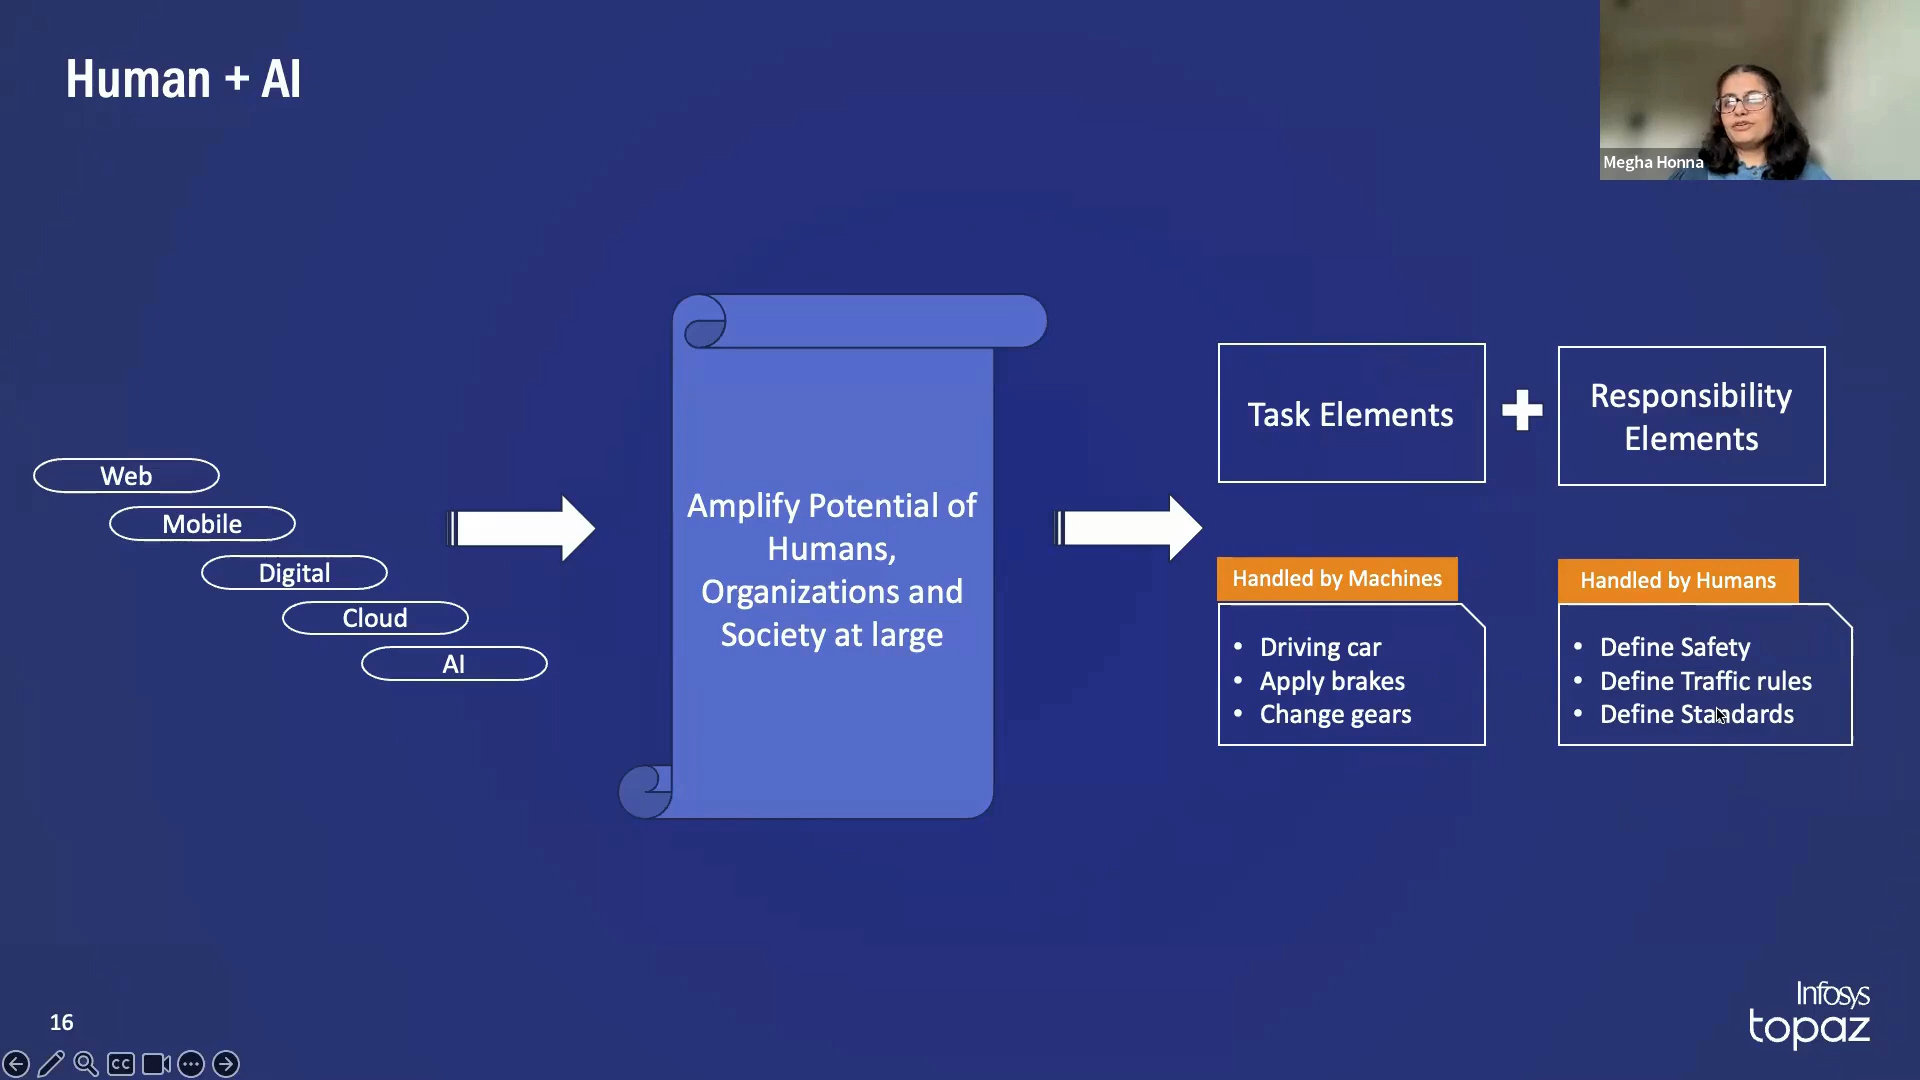 Human + AI
Megha Honna
Web
Mobile
Digital
Cloud
AI
Amplify Potential of
Humans,
Organizations and
Society at large
Task Elements
Responsibility
Elements
Handled by Machines
• Driving car
• Apply brakes
• Change gears
Handled by Humans
• Define Safety
• Define Traffic rules
• Define Standards
16
CC
Infosys
topaz